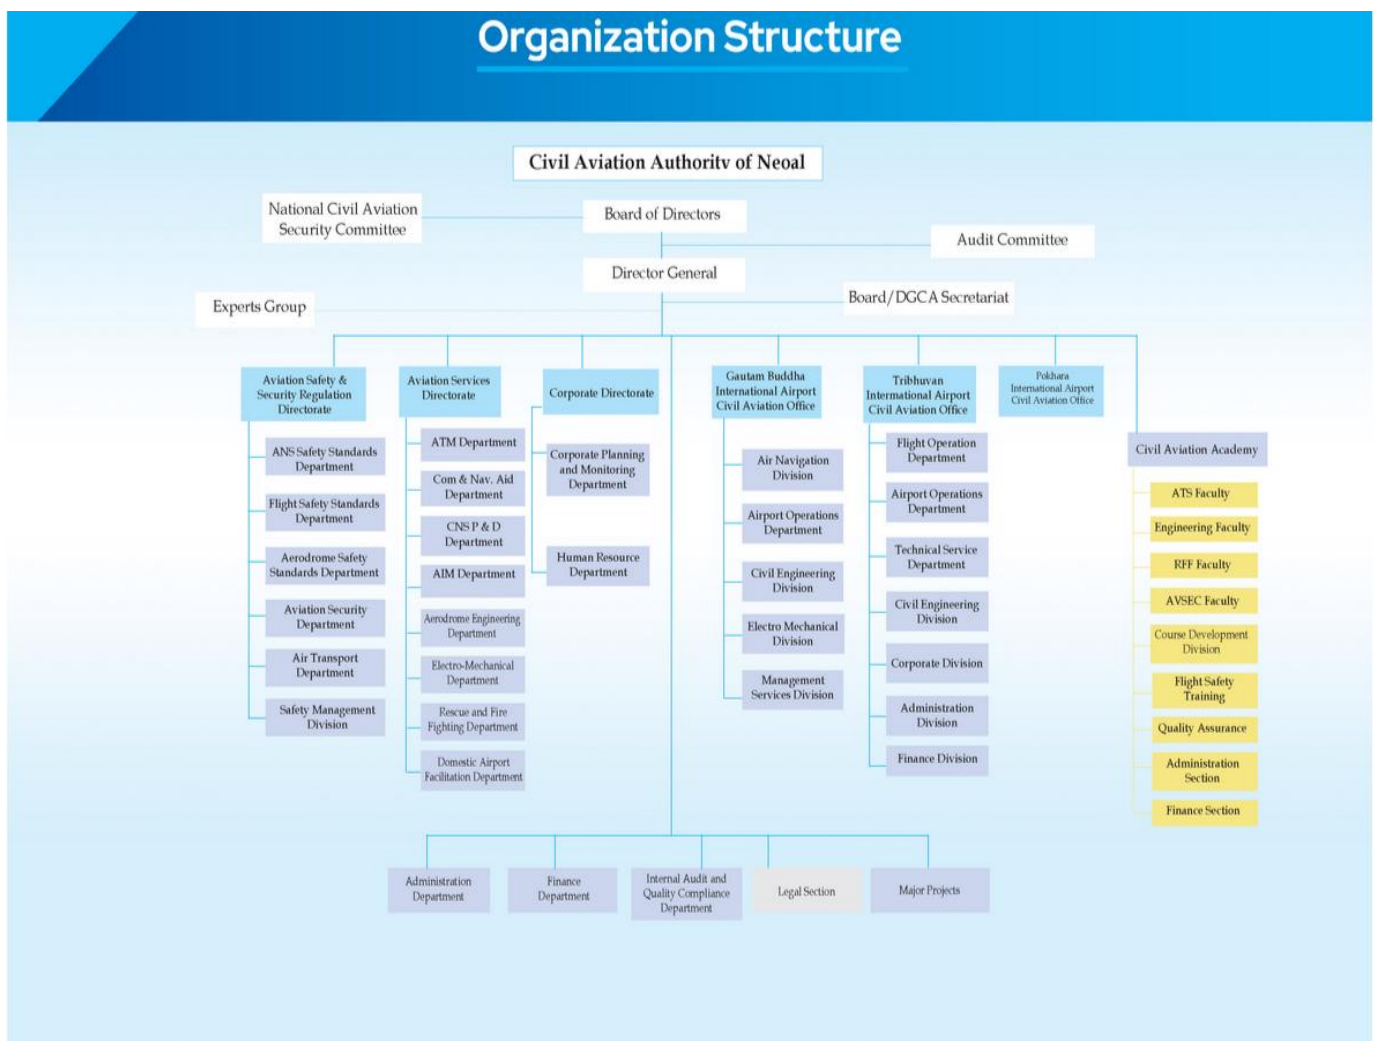 Organization Structure
Civil Aviation Authoritv of Neoal
National Civil Aviation
Security Committee
Board of Directors
Audit Committee
Director General
Experts Group
Board/DGCA Secretariat
Aviation Safety &
Security Regulation
Directorate
ANS Safety Standards
Department
Flight Safety Standards
Department
Aerodrome Safety
Standards Department
Aviation Security
Department
Air Transport
Department
Safety Management
Division
Aviation Services
Directorate
ATM Department
Com & Nav. Aid
Department
CNS P & D
Department
AIM Department
Aerodrome Engineering
Department
Electro-Mechanical
Department
Rescue and Fire
Fighting Department
Domestic Airport
Facilitation Department
Corporate Directorate
Corporate Planning
and Monitoring
Department
Human Resource
Department
Gautam Buddha
International Airport
Civil Aviation Office
Air Navigation
Division
Airport Operations
Department
Civil Engineering
Division
Electro Mechanical
Division
Management
Services Division
Tribhuvan
International Airport
Civil Aviation Office
Flight Operation
Department
Airport Operations
Department
Technical Service
Department
Civil Engineering
Division
Corporate Division
Administration
Division
Finance Division
Pokhara
International Airport
Civil Aviation Office
Civil Aviation Academy
ATS Faculty
Engineering Faculty
RFF Faculty
AVSEC Faculty
Course Development
Division
Flight Safety
Training
Quality Assurance
Administration
Section
Finance Section
Administration
Department
Finance
Department
Internal Audit and
Quality Compliance
Department
Legal Section
Major Projects